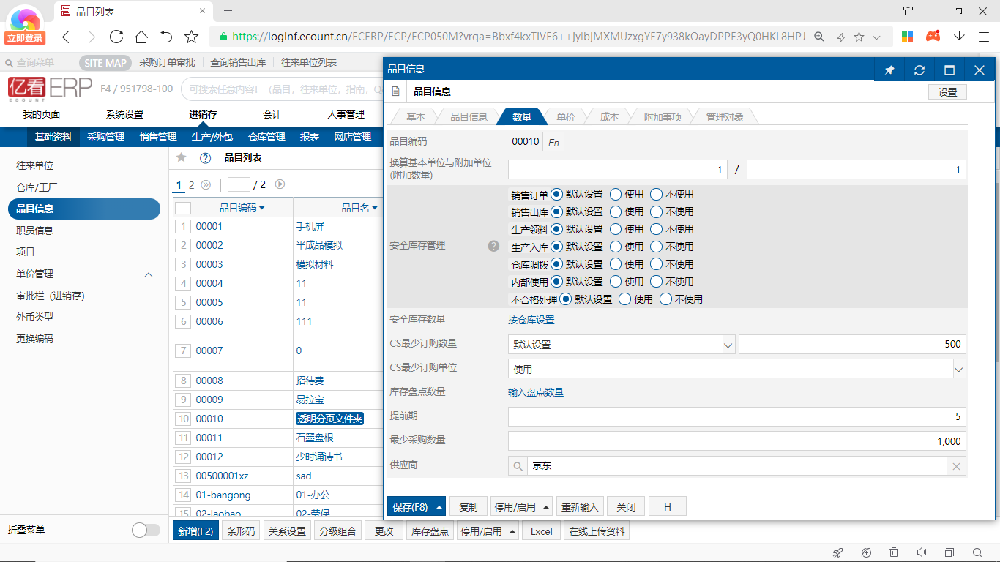 品目列表
立即登录
https://loginf.ecount.cn/ECERP/ECP/ECP050M?vrqa=Bbxf4kxTiVE6++jylbjMXMUzxgYE7y938kOayDPPE3yQ0HKL8HPJ
查询菜单
SITE MAP
采购订单审批
查询销售出库
往来单位列表
亿看 ERP
ECOUNT
F4 / 951798-100
可搜索任意内容! (品目，往来单位，指南，Q
我的页面 系统设置 进销存 会计 人事管理
基础资料 采购管理 销售管理 生产/外包 仓库管理 报表 网店管理
往来单位
仓库/工厂
品目信息
职员信息
项目
单价管理
审批栏（进销存）
外币类型
更换编码
折叠菜单
品目列表
1 2 / 2
品目编码 品目名
1 00001 手机屏
2 00002 半成品模拟
3 00003 模拟材料
4 00004 11
5 00005 11
6 00006 111
7 00007 0
8 00008 招待费
9 00009 易拉宝
10 00010 透明分页文件夹
11 00011 石墨盘根
12 00012 少时诵诗书
13 00500001xz sad
14 01-bangong 01-办公
15 02-laobao 02-劳保
新增(F2) 条形码 关系设置 分级组合 更改 库存盘点 停用/启用 Excel 在线上传资料
品目信息
品目信息
设置
基本 品目信息 数量 单价 成本 附加事项 管理对象
品目编码 00010 Fn
换算基本单位与附加单位
(附加数量)
1 / 1
安全库存管理
销售订单 默认设置 使用 不使用
销售出库 默认设置 使用 不使用
生产领料 默认设置 使用 不使用
生产入库 默认设置 使用 不使用
仓库调拨 默认设置 使用 不使用
内部使用 默认设置 使用 不使用
不合格处理 默认设置 使用 不使用
安全库存数量 按仓库设置
CS最少订购数量 默认设置 500
CS最少订购单位 使用
库存盘点数量 输入盘点数量
提前期 5
最少采购数量 1,000
供应商 京东
保存(F8) 复制 停用/启用 重新输入 关闭 H